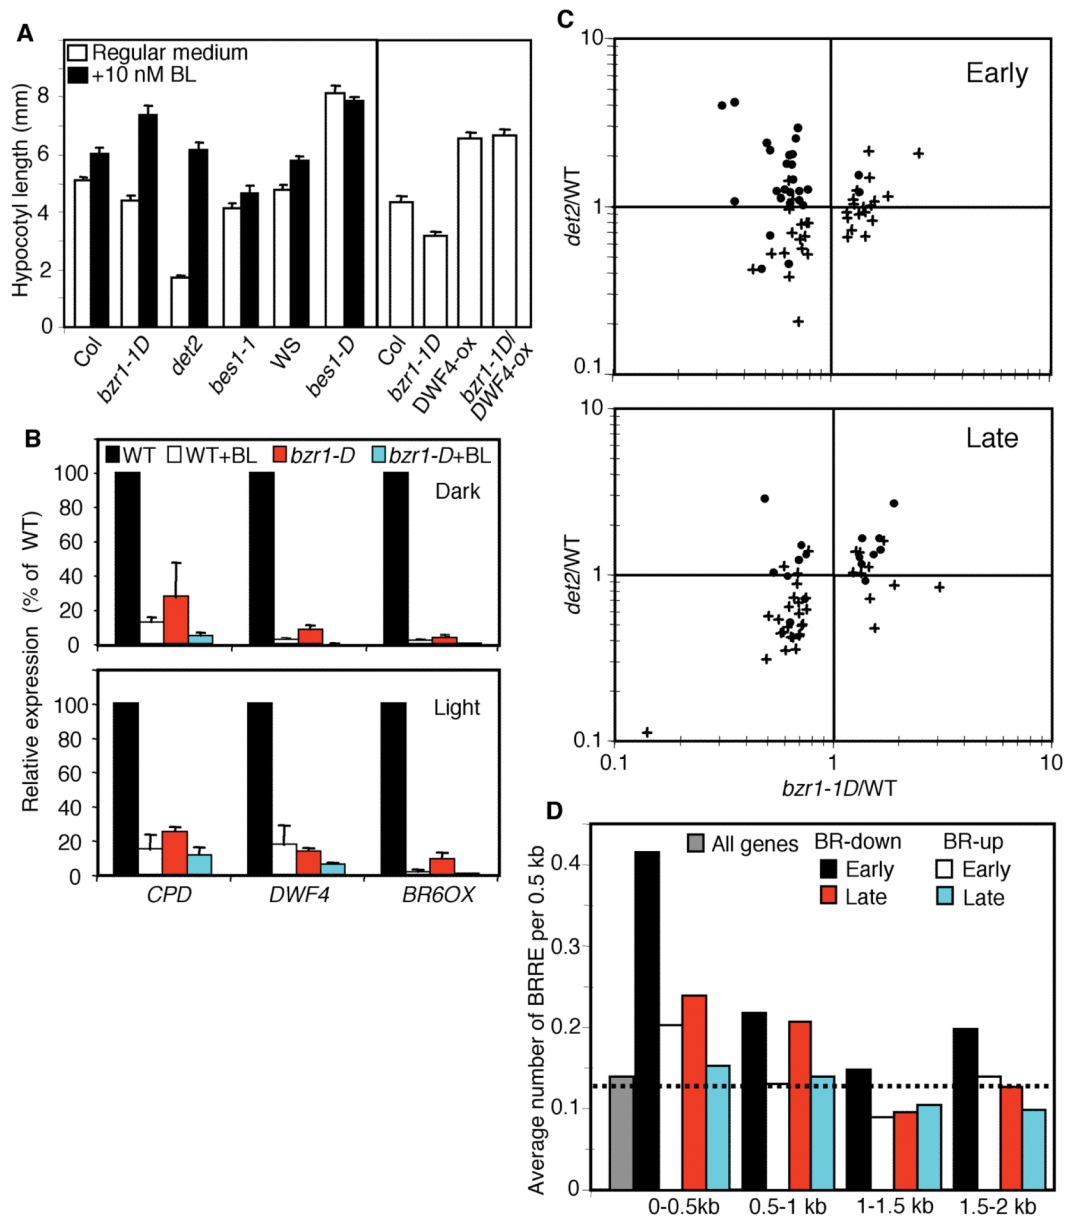 A
Regular medium
+10 nM BL
Hypocotyl length (mm)
8
6
4
2
0
Col
bzr1-1D
det2
bes1-1
WS
bes1-D
Col
bzr1-1D
DWF4-ox
bzr1-1D/
DWF4-ox
B
WT
WT+BL
bzr1-D
bzr1-D+BL
Dark
100
80
60
40
20
0
Relative expression (% of WT)
Light
100
80
60
40
20
0
CPD
DWF4
BR6OX
C
10
Early
det2/WT
1
0.1
10
Late
det2/WT
1
0.1
0.1
1
10
bzr1-1D/WT
D
All genes
BR-down
BR-up
Early
Early
Late
Late
Average number of BRRE per 0.5 kb
0.4
0.3
0.2
0.1
0
0-0.5kb
0.5-1 kb
1-1.5 kb
1.5-2 kb